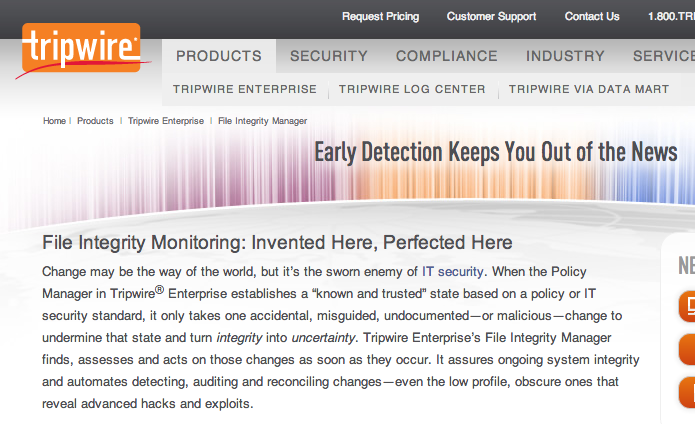 Request Pricing Customer Support Contact Us 1.800.TRI
tripwire
PRODUCTS SECURITY COMPLIANCE INDUSTRY SERVICE
TRIPWIRE ENTERPRISE TRIPWIRE LOG CENTER TRIPWIRE VIA DATA MART
Home | Products | Tripwire Enterprise | File Integrity Manager
Early Detection Keeps You Out of the News
File Integrity Monitoring: Invented Here, Perfected Here
Change may be the way of the world, but it's the sworn enemy of IT security. When the Policy
Manager in Tripwire® Enterprise establishes a “known and trusted” state based on a policy or IT
security standard, it only takes one accidental, misguided, undocumented—or malicious—change to
undermine that state and turn integrity into uncertainty. Tripwire Enterprise's File Integrity Manager
finds, assesses and acts on those changes as soon as they occur. It assures ongoing system integrity
and automates detecting, auditing and reconciling changes—even the low profile, obscure ones that
reveal advanced hacks and exploits.